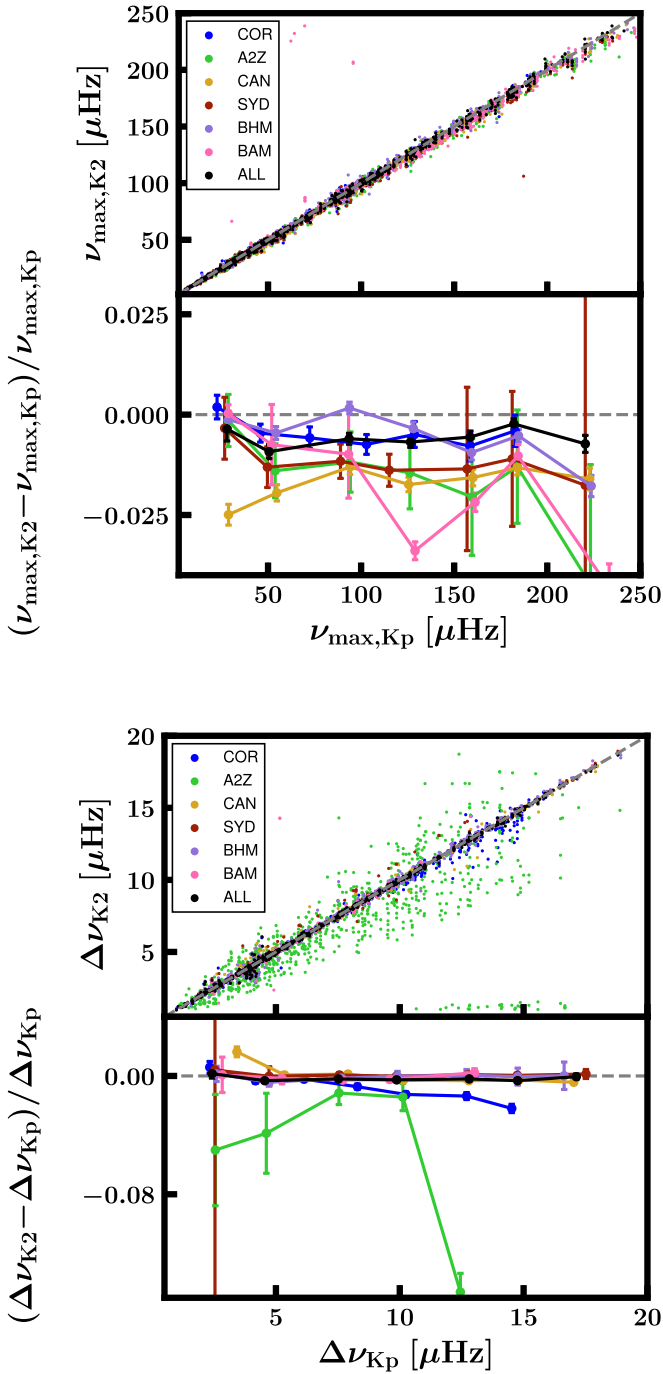 250
200
150
100
50
ν_max,K2 [μHz]
COR
A2Z
CAN
SYD
BHM
BAM
ALL
0.025
0.000
−0.025
(ν_max,K2−ν_max,Kp)/ν_max,Kp
50 100 150 200 250
ν_max,Kp [μHz]
20
15
10
5
Δν_K2 [μHz]
COR
A2Z
CAN
SYD
BHM
BAM
ALL
0.00
−0.08
(Δν_K2−Δν_Kp)/Δν_Kp
5 10 15 20
Δν_Kp [μHz]